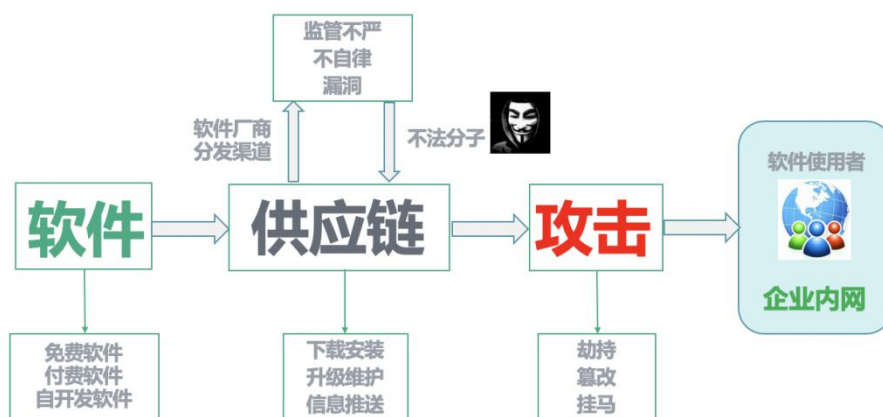 监管不严
不自律
漏洞
软件厂商
分发渠道
不法分子
软件使用者
软件
供应链
攻击
企业内网
免费软件
付费软件
自开发软件
下载安装
升级维护
信息推送
劫持
篡改
挂马